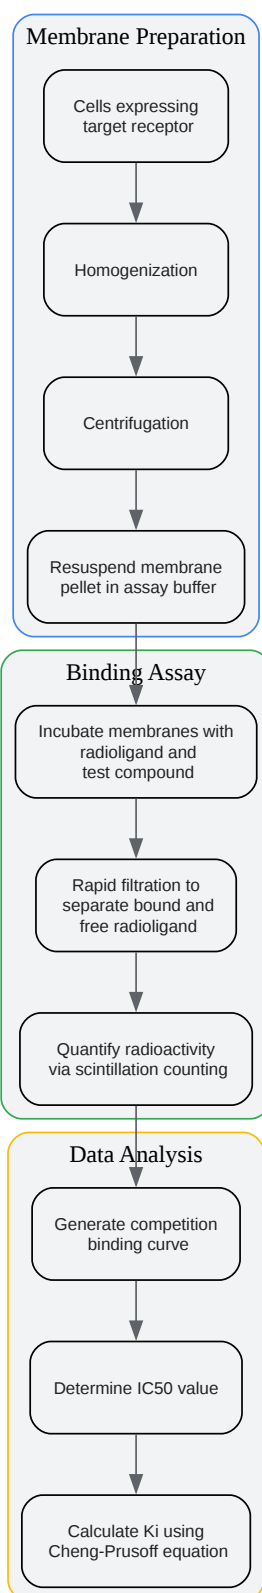 Membrane Preparation
Cells expressing
target receptor
Homogenization
Centrifugation
Resuspend membrane
pellet in assay buffer
Binding Assay
Incubate membranes with
radioligand and
test compound
Rapid filtration to
separate bound and
free radioligand
Quantify radioactivity
via scintillation counting
Data Analysis
Generate competition
binding curve
Determine IC50 value
Calculate Ki using
Cheng-Prusoff equation